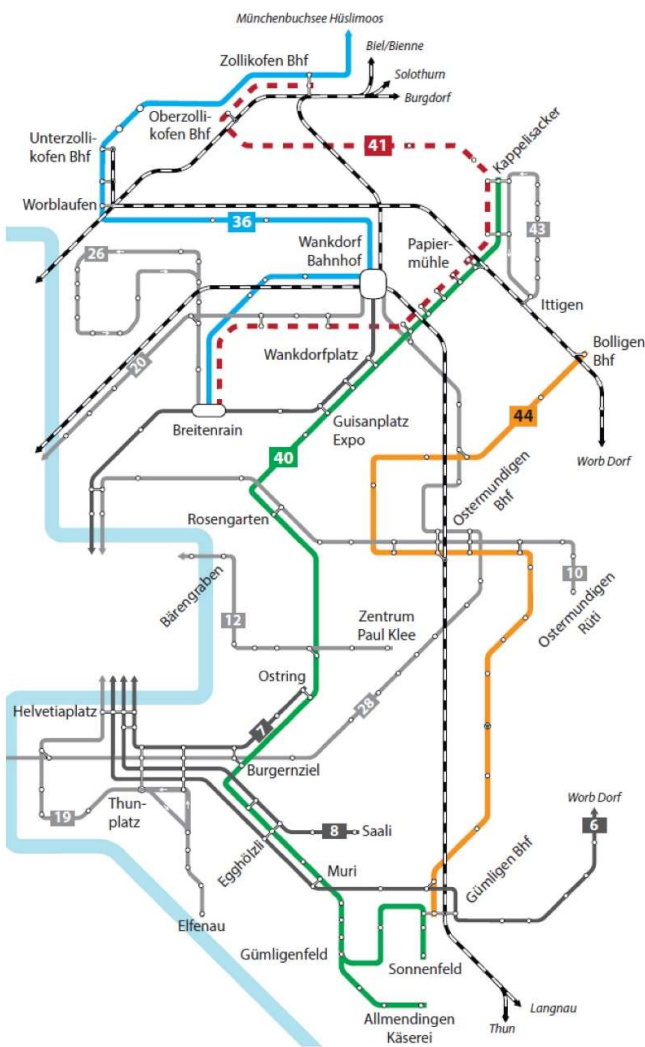 Münchenbuchsee Hüslimoos
Zollikofen Bhf
Biel/Bienne
Solothurn
Burgdorf
Oberzolli-
kofen Bhf
Unterzolli-
kofen Bhf
41
Kappelisacker
Worblaufen
36
43
26
Wankdorf
Bahnhof
Papier-
mühle
Ittigen
Bolligen
Bhf
20
Wankdorfplatz
44
Breitenrain
Guisanplatz
Expo
40
Worb Dorf
Ostermundigen
Bhf
Rosengarten
10
Bärengraben
12
Ostermundigen
Rüti
Zentrum
Paul Klee
Ostring
28
Helvetiaplatz
7
Burgernziel
19
Thun-
platz
8
Saali
Worb Dorf
6
Egghölzli
Muri
Gümligen Bhf
Elfenau
Gümligenfeld
Sonnenfeld
Allmendingen
Käserei
Langnau
Thun